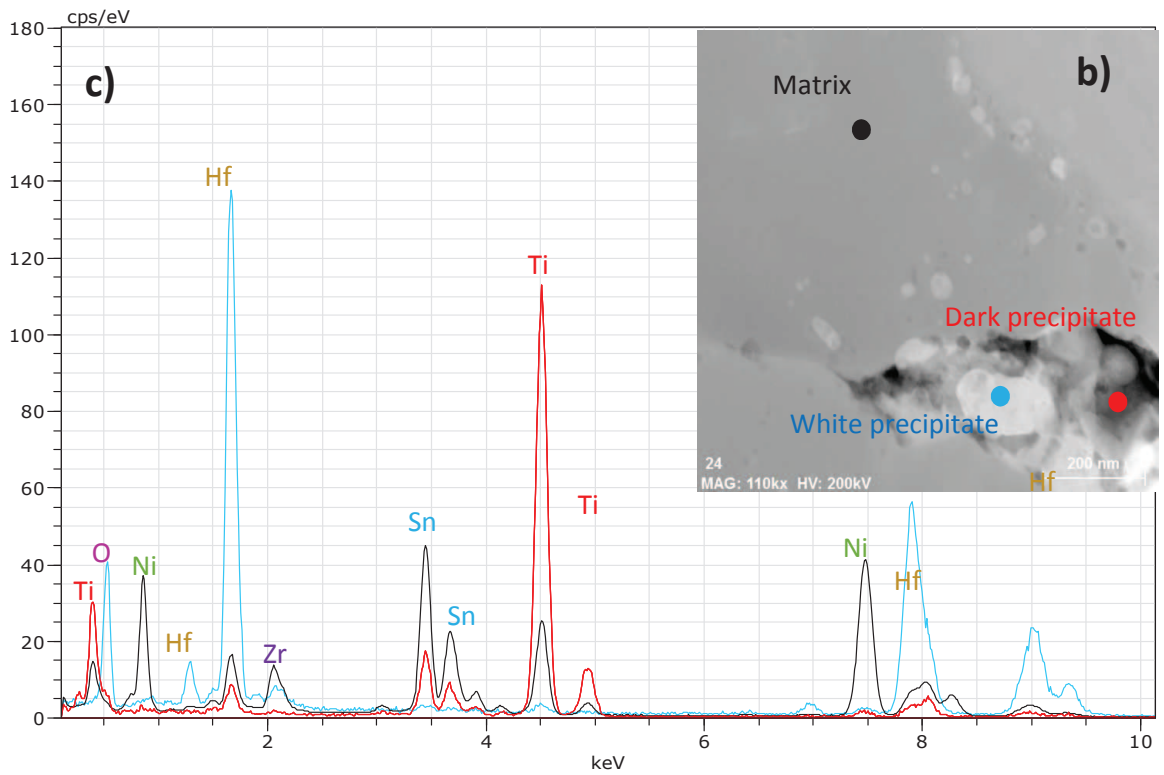 cps/eV
180
160
140
120
100
80
60
40
20
0
c)
Hf
Ti
O
Ni
Hf
Zr
Sn
Sn
Ti
Ti
Ni
Hf
Hf
2
4
6
8
10
keV
b)
Matrix
Dark precipitate
White precipitate
24
200 nm
MAG: 110kx HV: 200kV